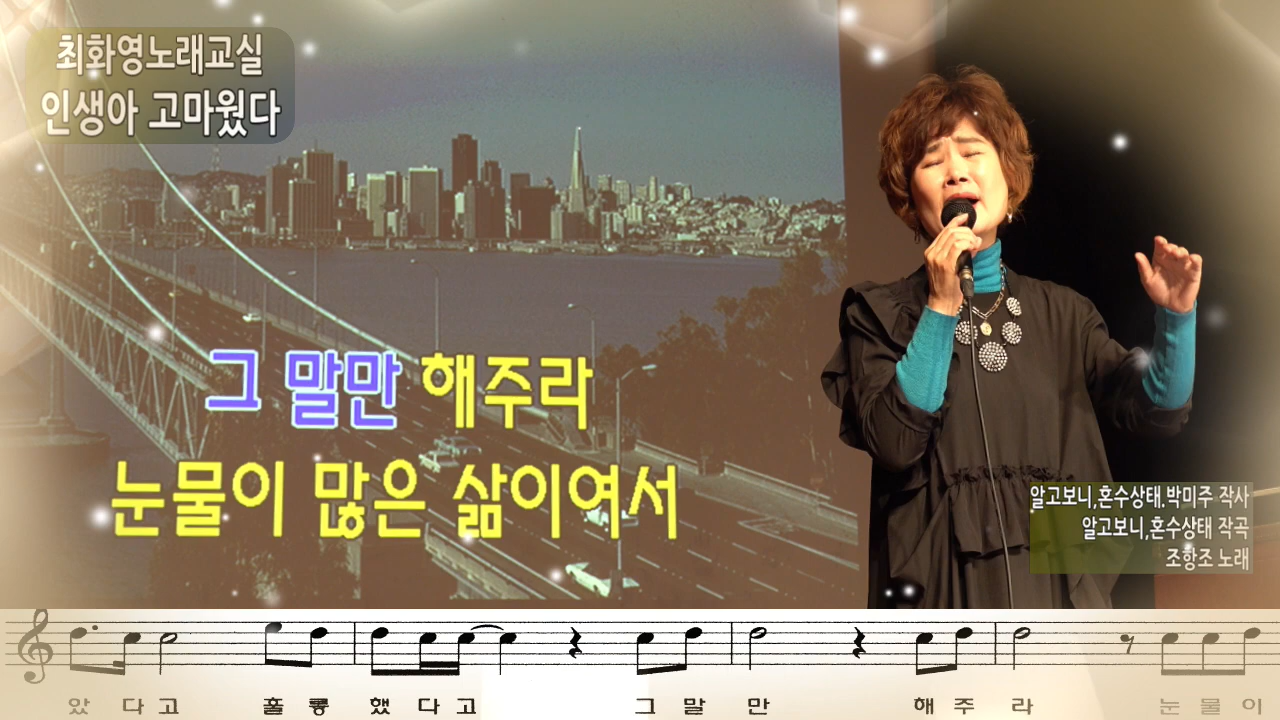 최화영노래교실
인생아 고마웠다
그 말만 해주라
눈물이 많은 삶이여서
알고보니,혼수상태.박미주 작사
알고보니,혼수상태 작곡
조항조 노래
았 다 고 훌 륭 했 다 고 그 말 만 해 주 라 눈 물 이